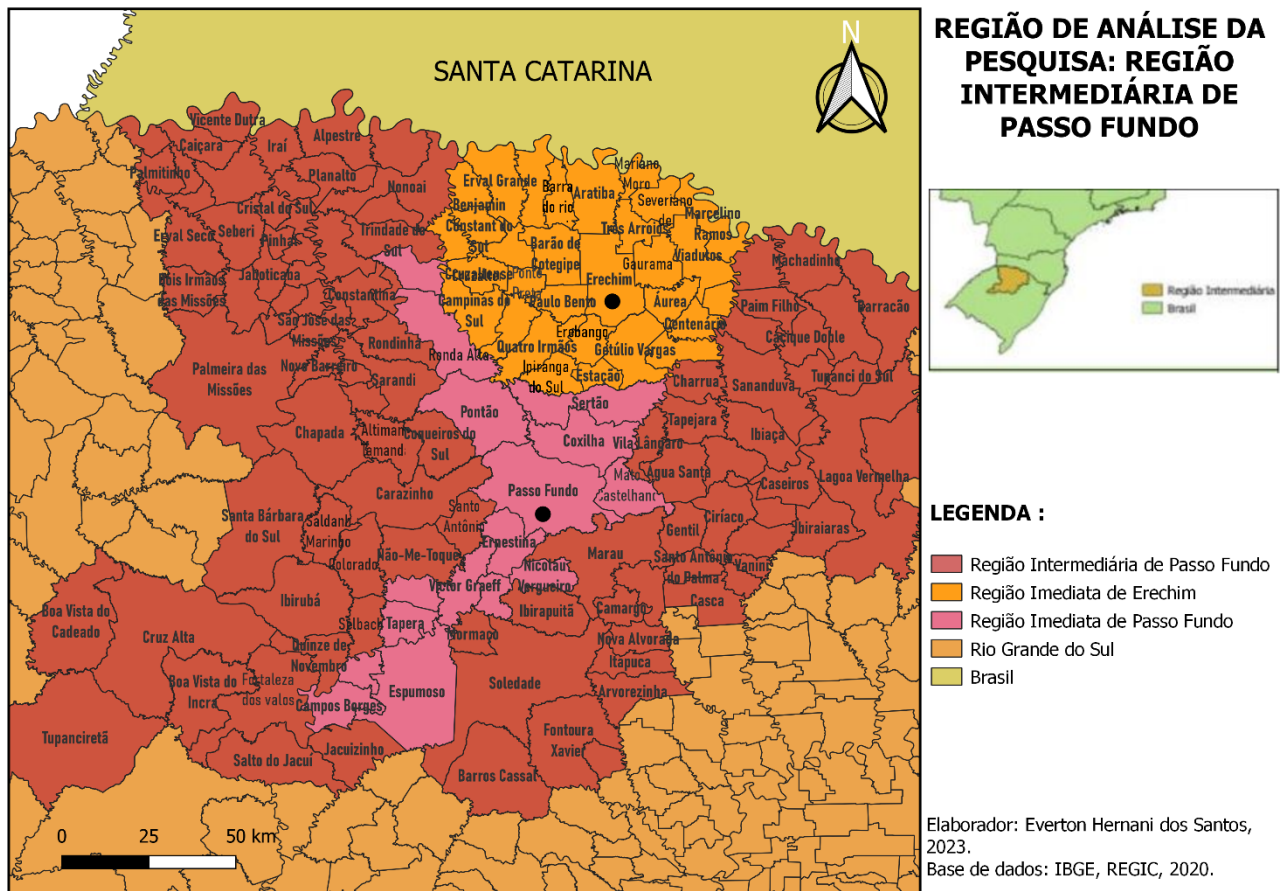 SANTA CATARINA
N
REGIÃO DE ANÁLISE DA
PESQUISA: REGIÃO
INTERMEDIÁRIA DE
PASSO FUNDO
Região Intermediária
Brasil
LEGENDA :
Região Intermediária de Passo Fundo
Região Imediata de Erechim
Região Imediata de Passo Fundo
Rio Grande do Sul
Brasil
Elaborador: Everton Hernani dos Santos,
2023.
Base de dados: IBGE, REGIC, 2020.
0 25 50 km
Vicente Dutra
Caiçara
Iraí
Alpestre
Palmitinho
Planalto
Nonoai
Cristal do Sul
Erval Seco
Seberi
Pinhal
Trindade do
Sul
Dois Irmãos
das Missões
Jaboticaba
Constantina
São José das
Missões
Rondinha
Ronda Alta
Palmeira das
Missões
Novo Barreiro
Sarandi
Erval Grande
Barra
do rio
Aratiba
Mariano
Moro
Benjamin
Constant do
Sul
Severiano
de
Marcelino
Ramos
Três Arroios
Barão de
Cotegipe
Gaurama
Viadutos
Erechim
Ponte
Preta
Campinas do
Sul
Paulo Bento
Áurea
Erebango
Centenário
Quatro Irmãos
Getúlio Vargas
Ipiranga
do Sul
Estação
Machadinho
Paim Filho
Barracão
Cacique Doble
Charrua
Sananduva
Tupanci do Sul
Pontão
Sertão
Tapejara
Chapada
Coqueiros do
Sul
Coxilha
Vila Lângaro
Ibiaçá
Água Santa
Lagoa Vermelha
Mato
Castelhano
Caseiros
Carazinho
Passo Fundo
Santo
Antônio
Ciríaco
Gentil
Ibiraiaras
Santa Bárbara
do Sul
Saldanh
Marinho
Ernestina
Não-Me-Toque
Colorado
Marau
Santo Antônio
do Palma
Vanini
Nicolau
Vergueiro
Victor Graeff
Casca
Boa Vista do
Cadeado
Ibirubá
Ibirapuitã
Camargo
Cruz Alta
Selbach
Tapera
Mormaço
Nova Alvorada
Quinze de
Novembro
Itapuca
Boa Vista do
Incra
Fortaleza
dos valos
Espumoso
Soledade
Campos Borges
Arvorezinha
Tupanciretã
Jacuizinho
Salto do Jacuí
Fontoura
Xavier
Barros Cassal